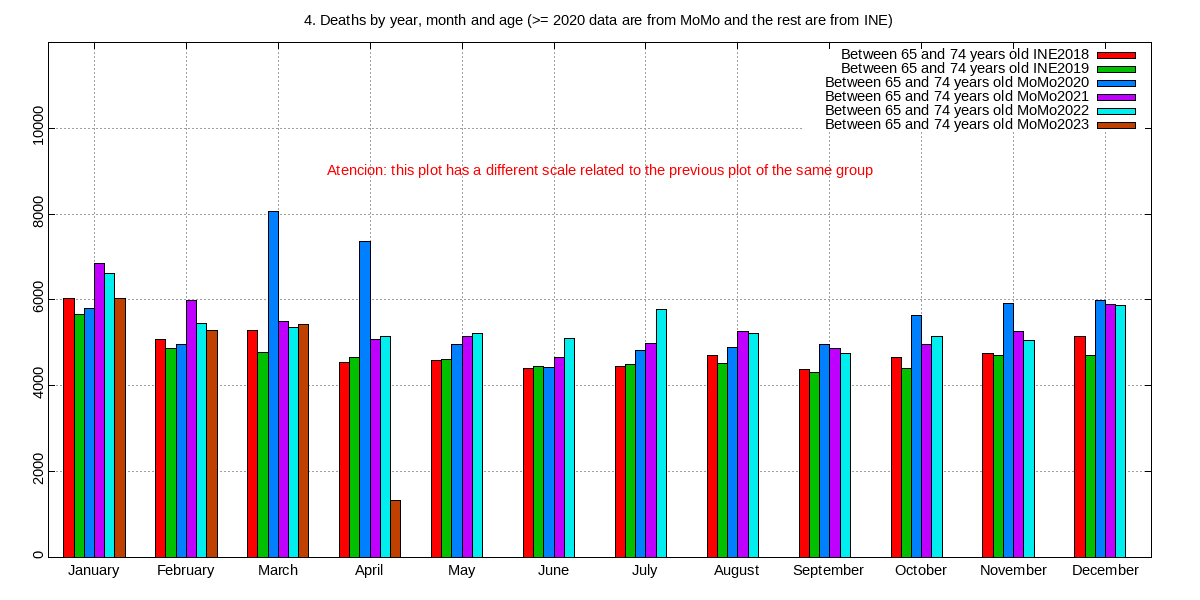 4. Deaths by year, month and age (>= 2020 data are from MoMo and the rest are from INE)
Between 65 and 74 years old INE2018
Between 65 and 74 years old INE2019
Between 65 and 74 years old MoMo2020
Between 65 and 74 years old MoMo2021
Between 65 and 74 years old MoMo2022
Between 65 and 74 years old MoMo2023
Atencion: this plot has a different scale related to the previous plot of the same group
10000
8000
6000
4000
2000
0
January February March April May June July August September October November December